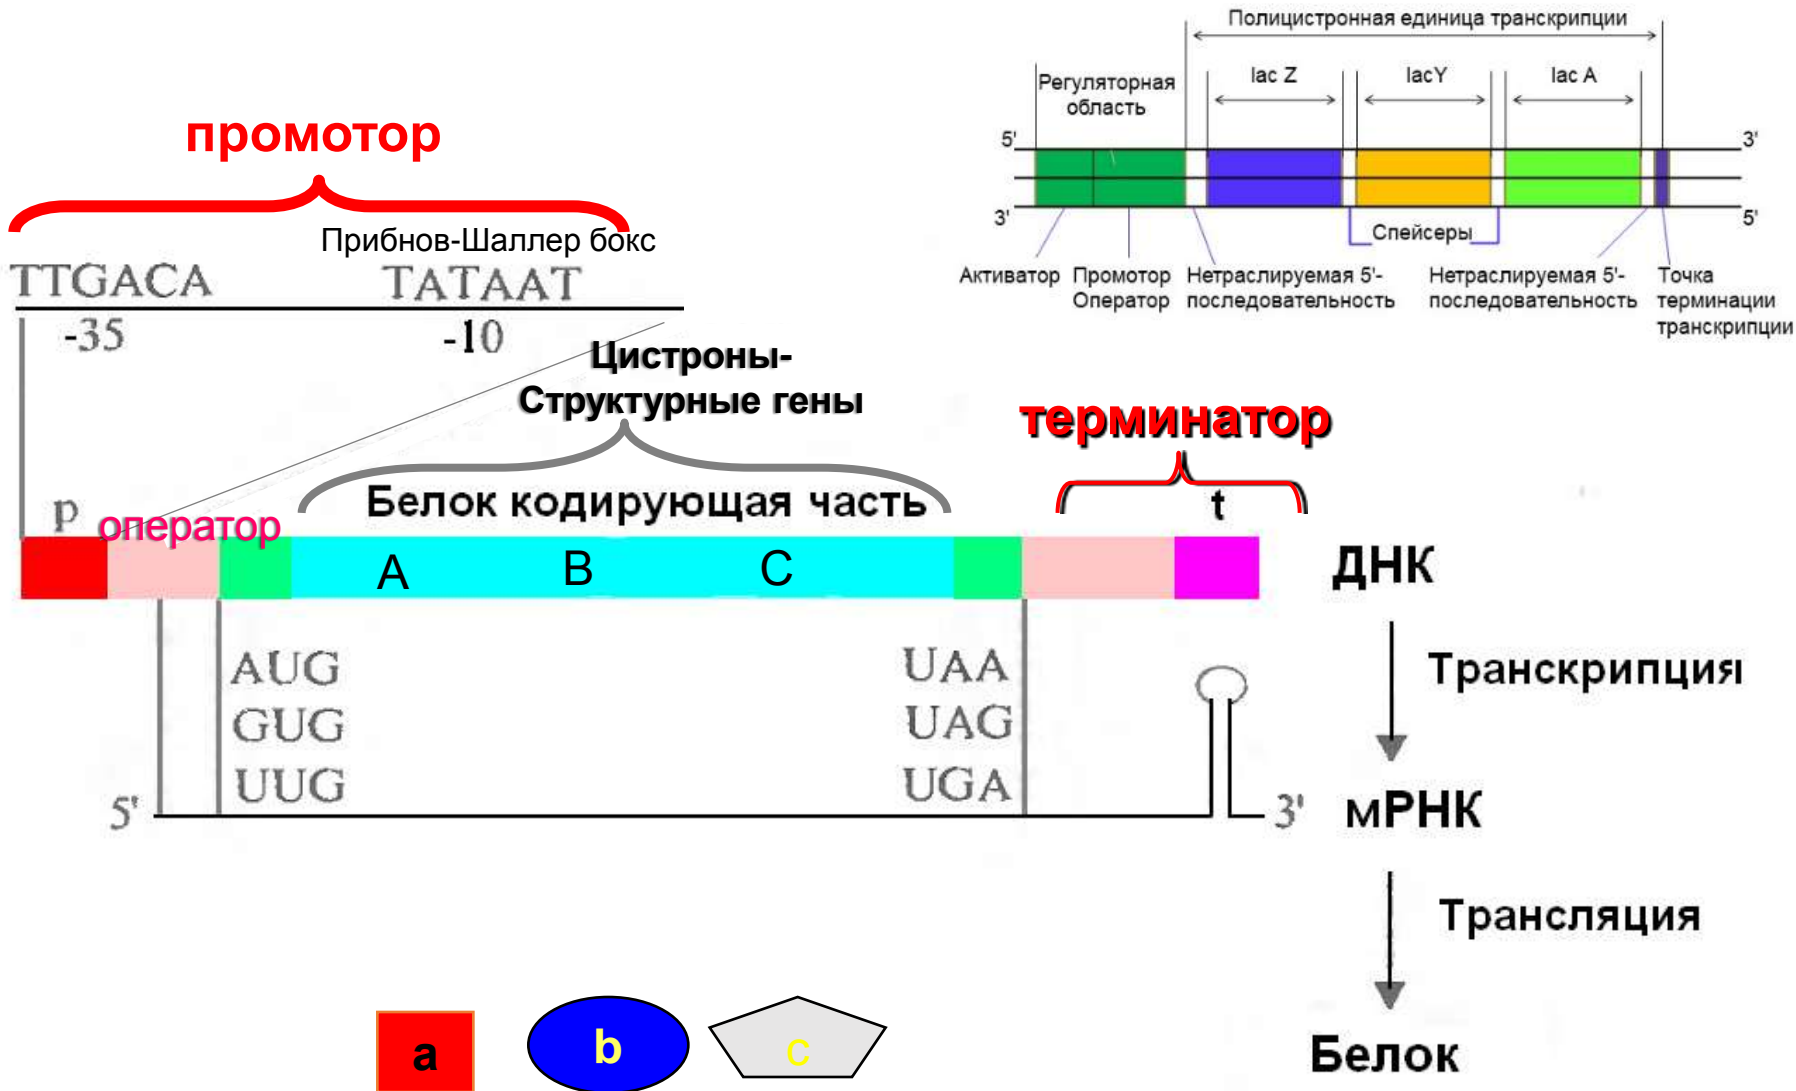 Полицистронная единица транскрипции
Регуляторная
область
lac Z
lacY
lac A
5'
3'
3'
5'
Спейсеры
Активатор
Промотор
Оператор
Нетраслируемая 5'-
последовательность
Нетраслируемая 5'-
последовательность
Точка
терминации
транскрипции
промотор
Прибнов-Шаллер бокс
TTGACA
TATAAT
-35
-10
Цистроны-
Структурные гены
терминатор
p
оператор
Белок кодирующая часть
t
A
B
C
ДНК
Транскрипция
AUG
GUG
UUG
UAA
UAG
UGA
5'
3'
мРНК
Трансляция
Белок
a
b
c